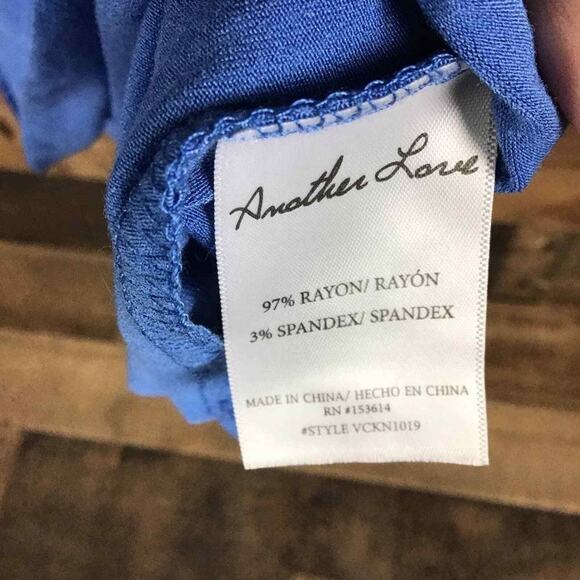 Another Love
97% RAYON/ RAYÓN
3% SPANDEX/ SPANDEX
MADE IN CHINA/ HECHO EN CHINA
RN #153614
#STYLE VCKN1019